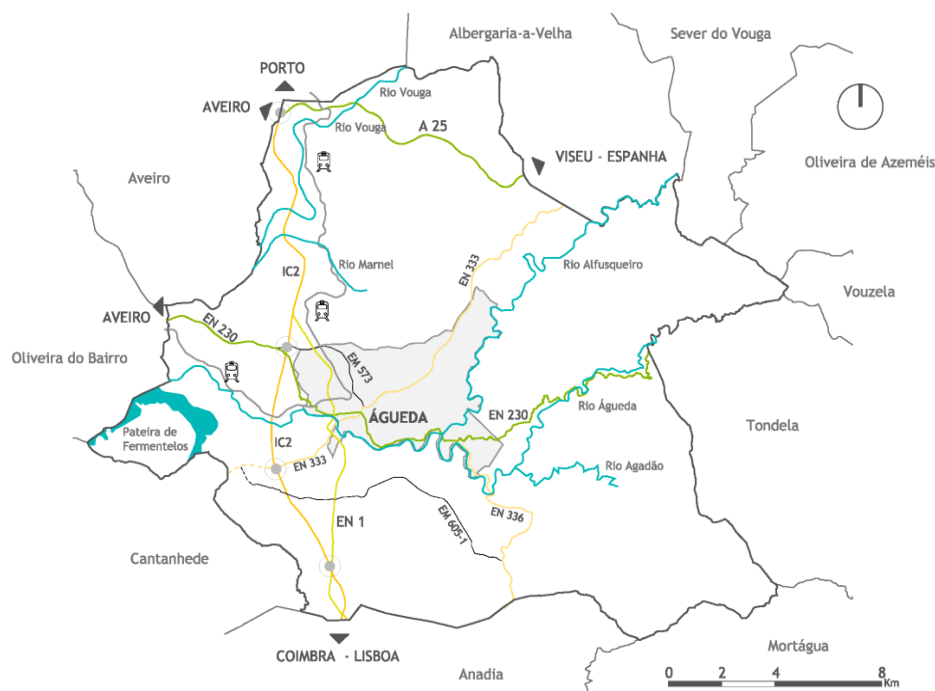 Albergaria-a-Velha
Sever do Vouga
PORTO
AVEIRO
Rio Vouga
Rio Vouga
A 25
VISEU - ESPANHA
Oliveira de Azeméis
Aveiro
Rio Marnel
IC2
EN 333
Rio Alfusqueiro
Vouzela
AVEIRO
EN 230
Oliveira do Bairro
EM 573
ÁGUEDA
EN 230
Rio Águeda
Tondela
Pateira de
Fermentelos
IC2
EN 333
Rio Agadão
EN 336
EM 605-1
EN 1
Cantanhede
COIMBRA - LISBOA
Anadia
Mortágua
0 2 4 8
Km